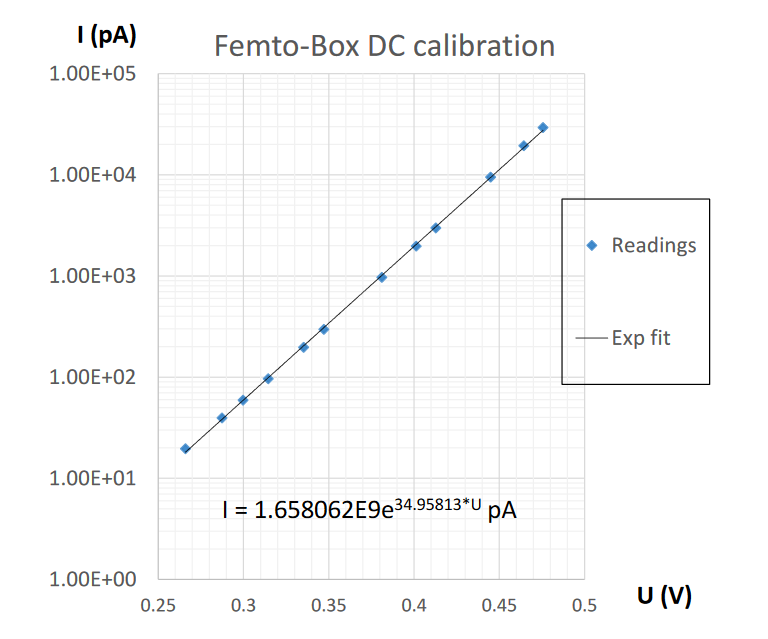 I (pA)
Femto-Box DC calibration
1.00E+05
1.00E+04
1.00E+03
1.00E+02
1.00E+01
1.00E+00
Readings
Exp fit
I = 1.658062E9e^34.95813*U pA
0.25 0.3 0.35 0.4 0.45 0.5
U (V)